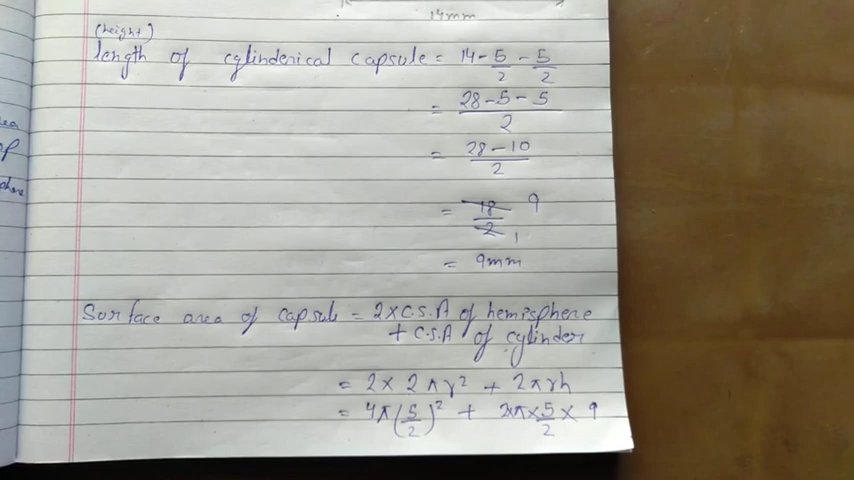 14mm
(height)
length of cylinderical capsule = 14 - 5/2 - 5/2
= 28 - 5 - 5 / 2
= 28 - 10 / 2
= 18 / 2 9 1
= 9mm
Surface area of capsule = 2 x C.S.A of hemisphere
+ C.S.A of cylinder
= 2 x 2πr² + 2πrh
= 4π(5/2)² + 2xπx5/2 x 9